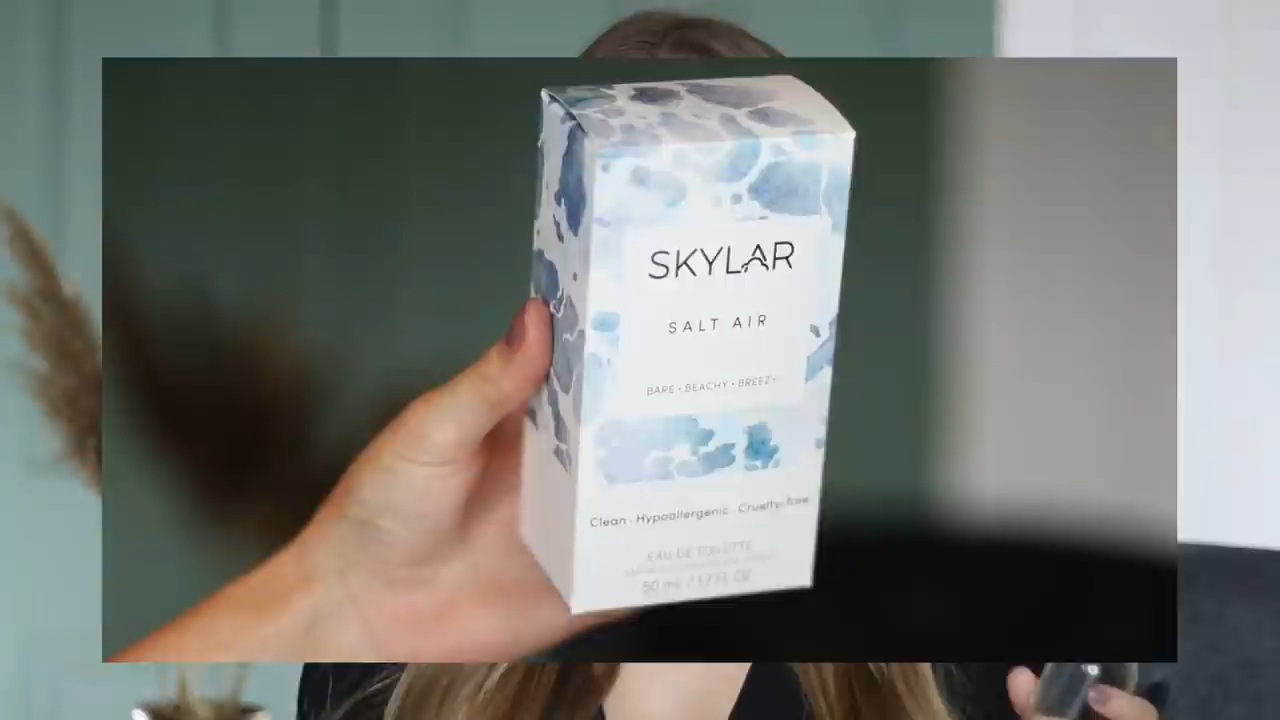 SKYLAR
SALT AIR
BARE • BEACHY • BREEZY
Clean · Hypoallergenic · Cruelty-free
EAU DE TOILETTE
50 mL / 1.7 FL OZ